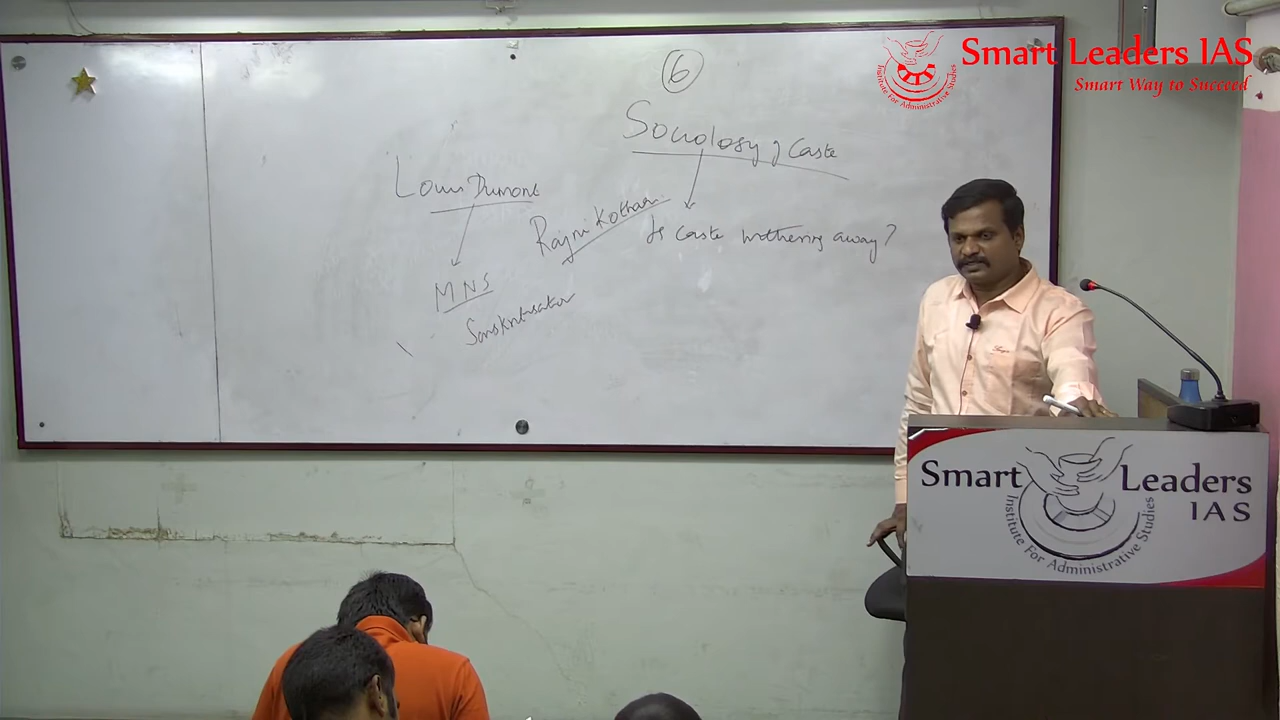 Smart Leaders IAS
Smart Way to Succeed
Institute For Administrative Studies
6
Sociology of Caste
Louis Dumont
Rajni Kothari
Is Caste withering away?
MNS
Sanskritisation
Smart Leaders
IAS
Institute For Administrative Studies